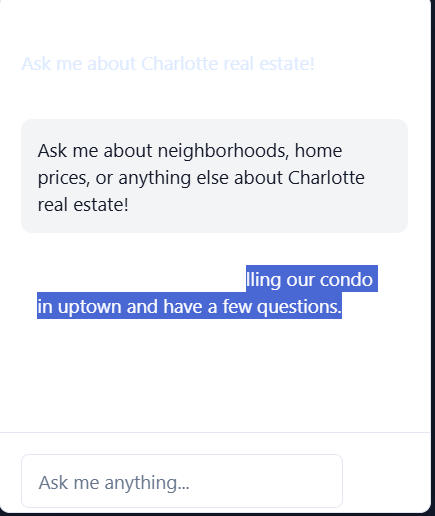 Ask me about Charlotte real estate!
Ask me about neighborhoods, home
prices, or anything else about Charlotte
real estate!
lling our condo
in uptown and have a few questions.
Ask me anything...